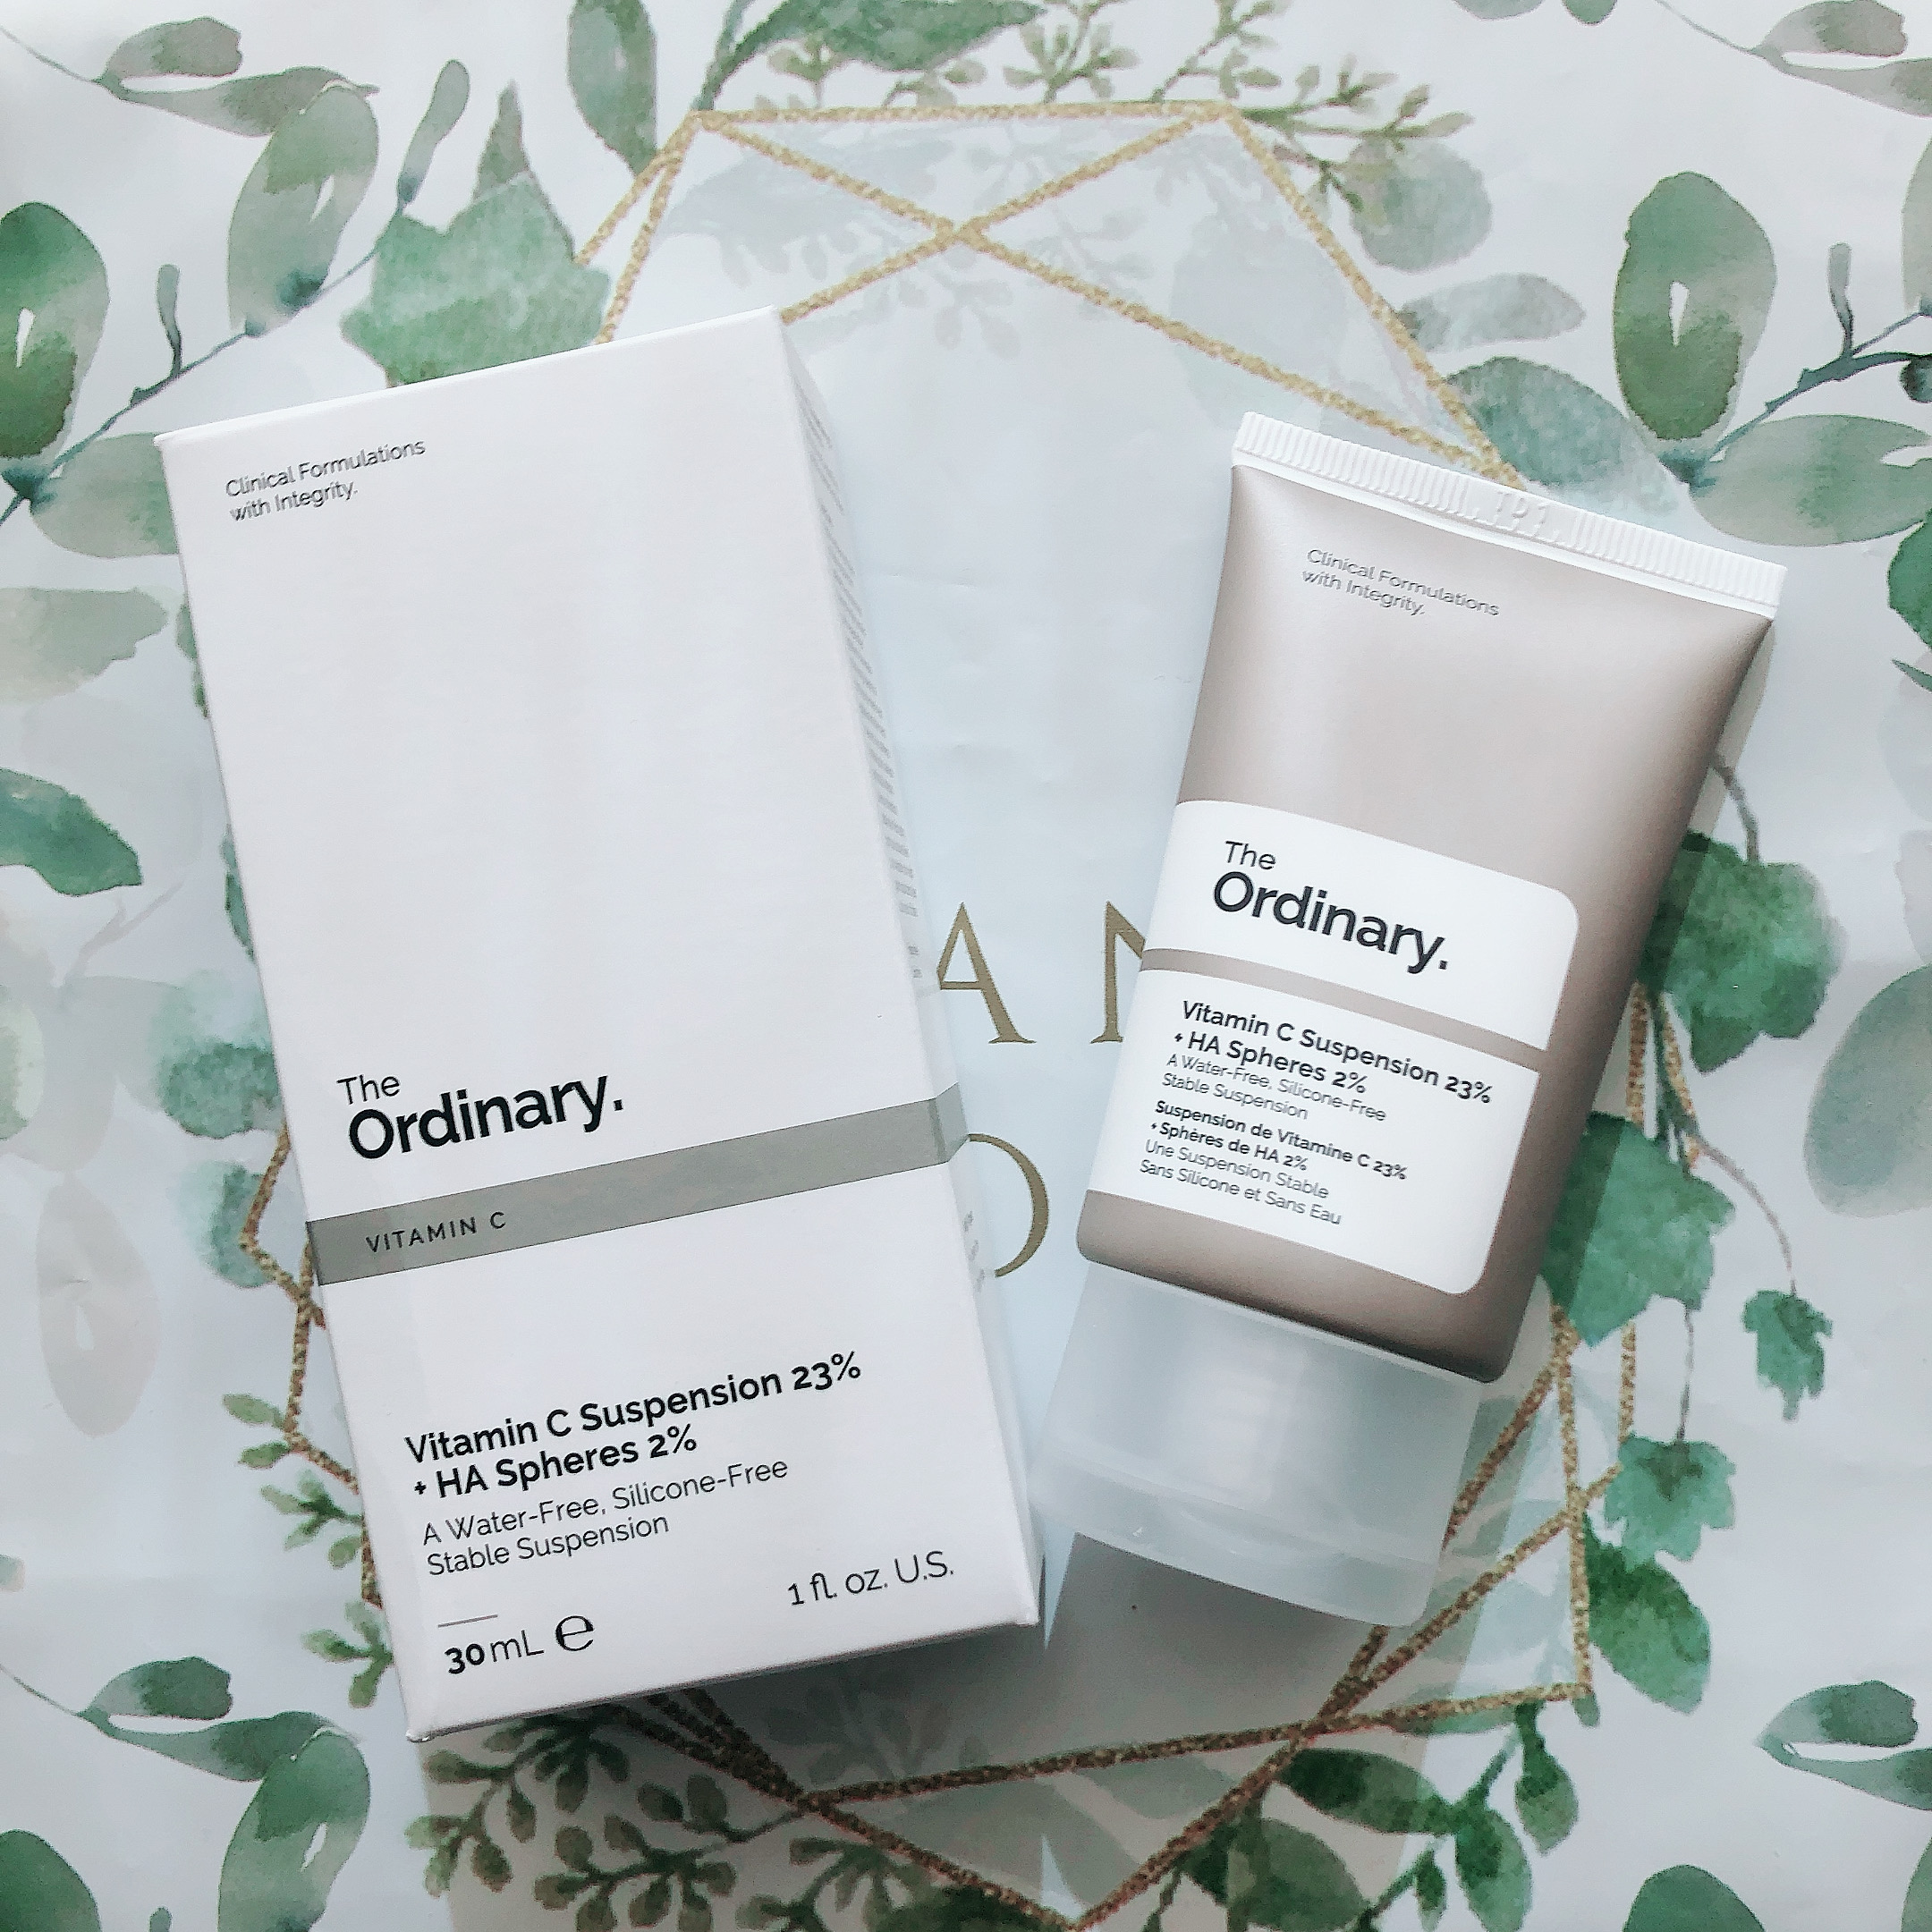 Clinical Formulations
with Integrity.
The
Ordinary.
VITAMIN C
Vitamin C Suspension 23%
+ HA Spheres 2%
A Water-Free, Silicone-Free
Stable Suspension
30 mL ℮
1 fl. oz. U.S.
Clinical Formulations
with Integrity.
The
Ordinary.
Vitamin C Suspension 23%
+ HA Spheres 2%
A Water-Free, Silicone-Free
Stable Suspension
Suspension de Vitamine C 23%
+ Sphères de HA 2%
Une Suspension Stable
Sans Silicone et Sans Eau